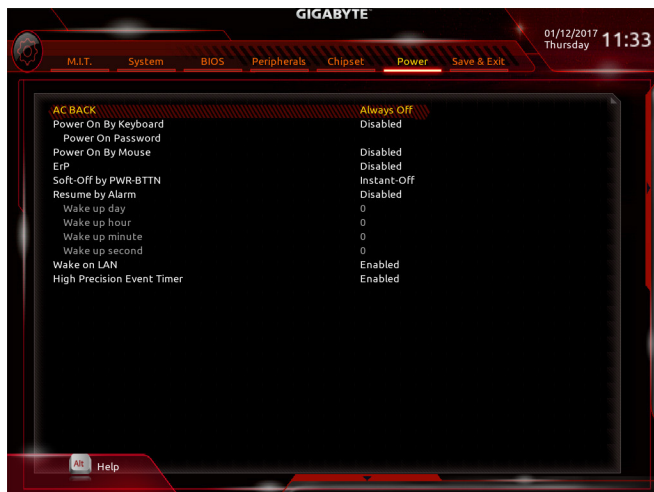 GIGABYTE™
01/12/2017 Thursday 11:33
M.I.T. System BIOS Peripherals Chipset Power Save & Exit
AC BACK Always Off
Power On By Keyboard Disabled
Power On Password
Power On By Mouse Disabled
ErP Disabled
Soft-Off by PWR-BTTN Instant-Off
Resume by Alarm Disabled
Wake up day 0
Wake up hour 0
Wake up minute 0
Wake up second 0
Wake on LAN Enabled
High Precision Event Timer Enabled
Alt Help